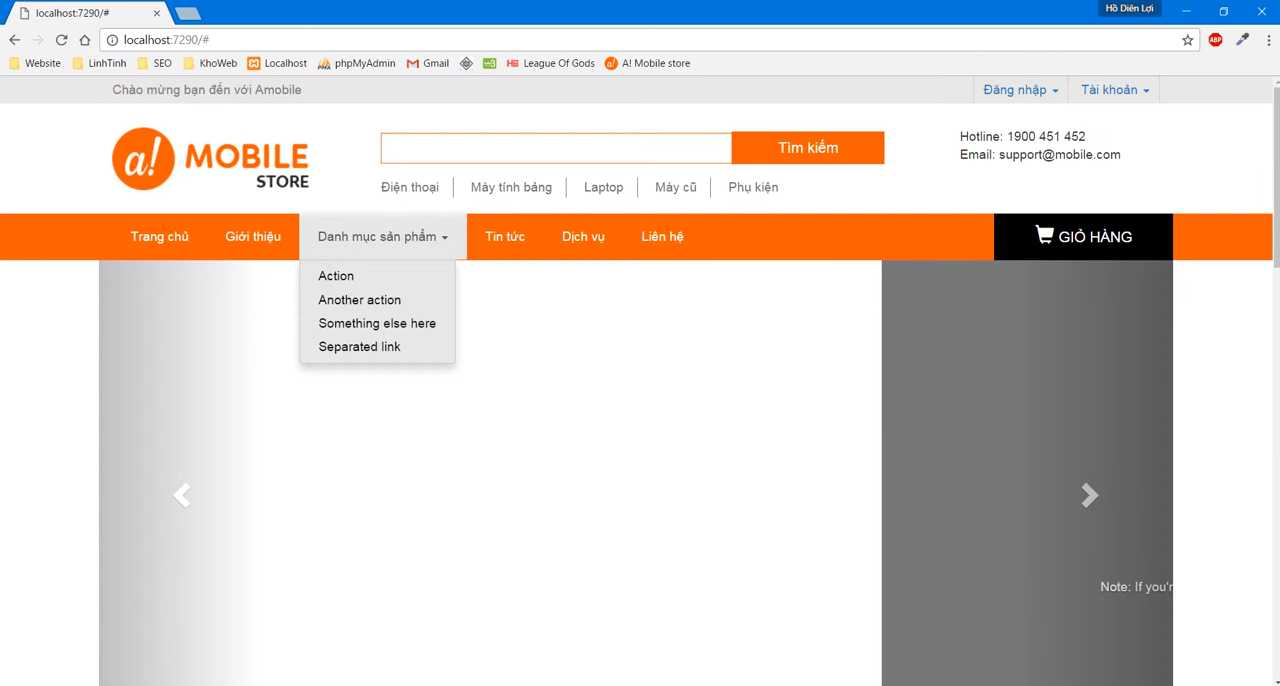 localhost:7290/#
Hồ Diên Lợi
localhost:7290/#
Website LinhTinh SEO KhoWeb Localhost phpMyAdmin Gmail League Of Gods A! Mobile store
Chào mừng bạn đến với Amobile Đăng nhập Tài khoản
a! MOBILE STORE
Tìm kiếm
Điện thoại Máy tính bảng Laptop Máy cũ Phụ kiện
Hotline: 1900 451 452
Email: support@mobile.com
Trang chủ Giới thiệu Danh mục sản phẩm Tin tức Dịch vụ Liên hệ GIỎ HÀNG
Action
Another action
Something else here
Separated link
Note: If you'r